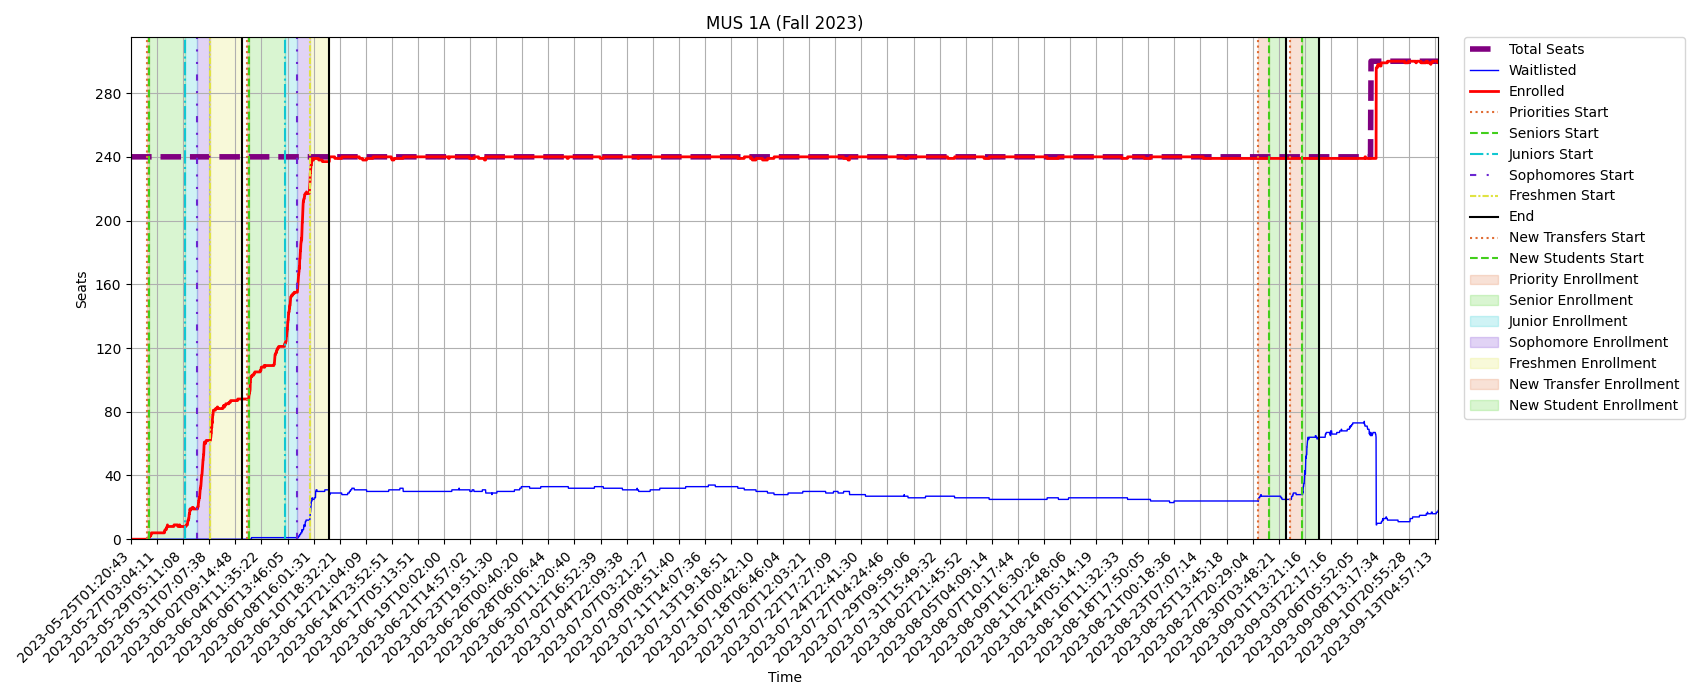 MUS 1A (Fall 2023)
Seats
280
240
200
160
120
80
40
0
2023-05-25T01:20:43
2023-05-27T03:04:11
2023-05-29T05:11:08
2023-05-31T07:07:38
2023-06-02T09:14:48
2023-06-04T11:35:22
2023-06-06T13:46:05
2023-06-08T16:01:31
2023-06-10T18:32:21
2023-06-12T21:04:09
2023-06-14T23:52:51
2023-06-17T05:13:51
2023-06-19T10:02:00
2023-06-21T14:57:02
2023-06-23T19:51:30
2023-06-26T00:40:20
2023-06-28T06:06:44
2023-06-30T11:20:40
2023-07-02T16:52:39
2023-07-04T22:09:38
2023-07-07T03:21:27
2023-07-09T08:51:40
2023-07-11T14:07:36
2023-07-13T19:18:51
2023-07-16T00:42:10
2023-07-18T06:46:04
2023-07-20T12:03:21
2023-07-22T17:27:09
2023-07-24T22:41:30
2023-07-27T04:24:46
2023-07-29T09:59:06
2023-07-31T15:49:32
2023-08-02T21:45:52
2023-08-05T04:09:14
2023-08-07T10:17:44
2023-08-09T16:30:26
2023-08-11T22:48:06
2023-08-14T05:14:19
2023-08-16T11:32:33
2023-08-18T17:50:05
2023-08-21T00:18:36
2023-08-23T07:07:14
2023-08-25T13:45:18
2023-08-27T20:29:04
2023-08-30T03:48:21
2023-09-01T13:21:16
2023-09-03T22:17:16
2023-09-06T05:52:05
2023-09-08T13:17:34
2023-09-10T20:55:28
2023-09-13T04:57:13
Time
Total Seats
Waitlisted
Enrolled
Priorities Start
Seniors Start
Juniors Start
Sophomores Start
Freshmen Start
End
New Transfers Start
New Students Start
Priority Enrollment
Senior Enrollment
Junior Enrollment
Sophomore Enrollment
Freshmen Enrollment
New Transfer Enrollment
New Student Enrollment